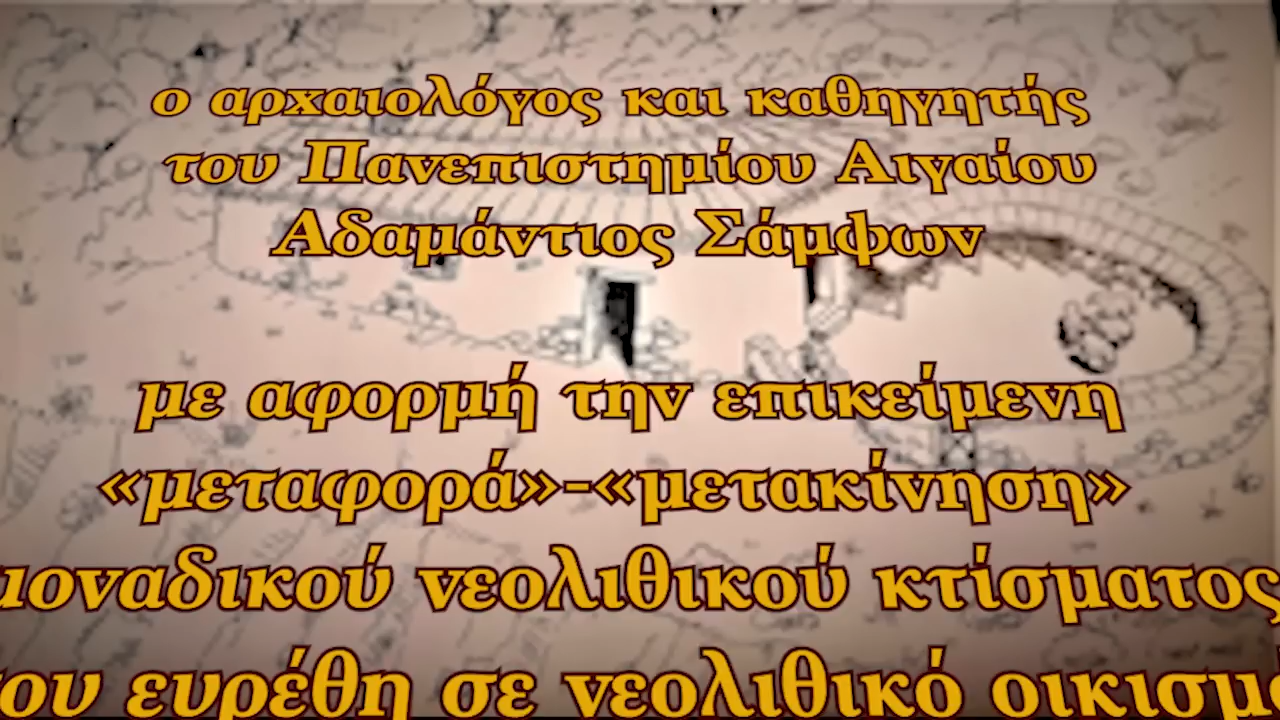 ο αρχαιολόγος και καθηγητής
του Πανεπιστημίου Αιγαίου
Αδαμάντιος Σάμψων
με αφορμή την επικείμενη
«μεταφορά»-«μετακίνηση»
μοναδικού νεολιθικού κτίσματος,
ευρέθη σε νεολιθικό